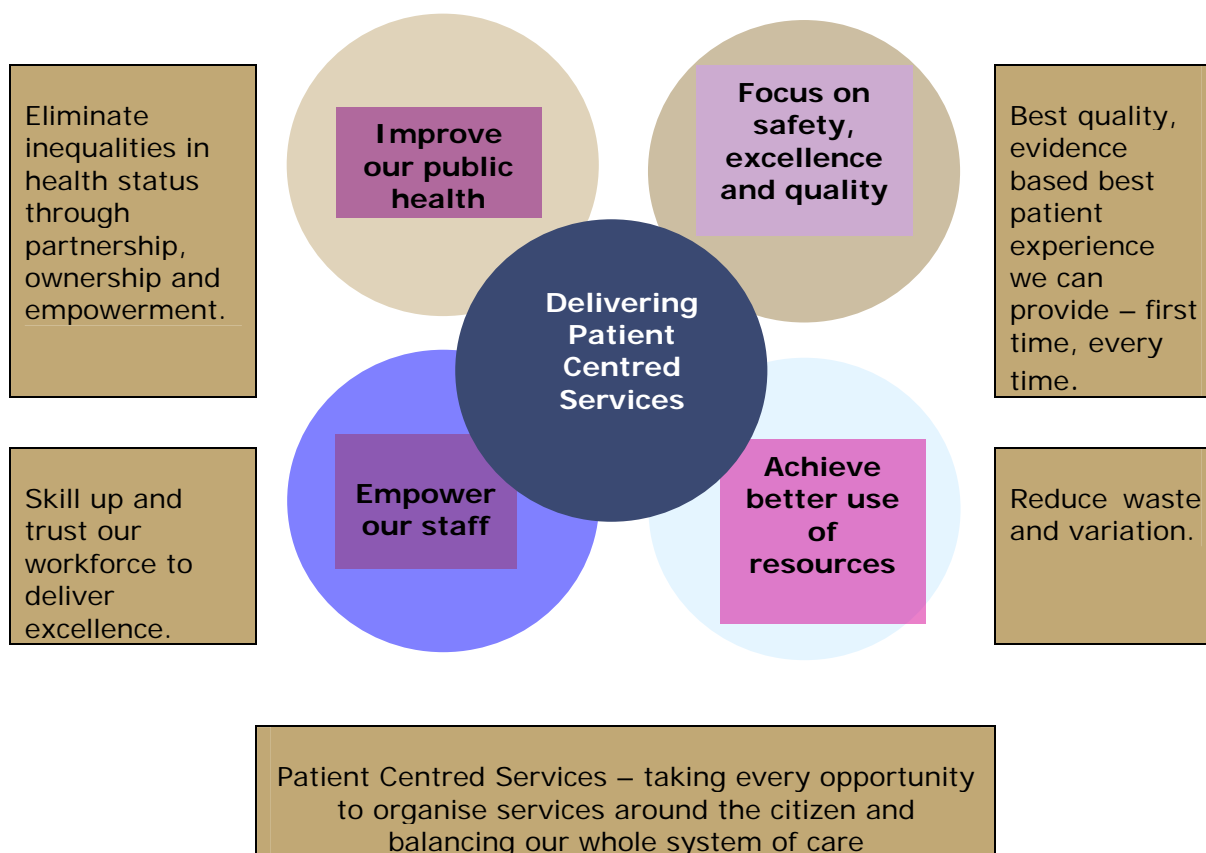 Eliminate
inequalities in
health status
through
partnership,
ownership and
empowerment.
Improve
our public
health
Focus on
safety,
excellence
and quality
Best quality,
evidence
based best
patient
experience
we can
provide – first
time, every
time.
Delivering
Patient
Centred
Services
Skill up and
trust our
workforce to
deliver
excellence.
Empower
our staff
Achieve
better use
of
resources
Reduce waste
and variation.
Patient Centred Services – taking every opportunity
to organise services around the citizen and
balancing our whole system of care